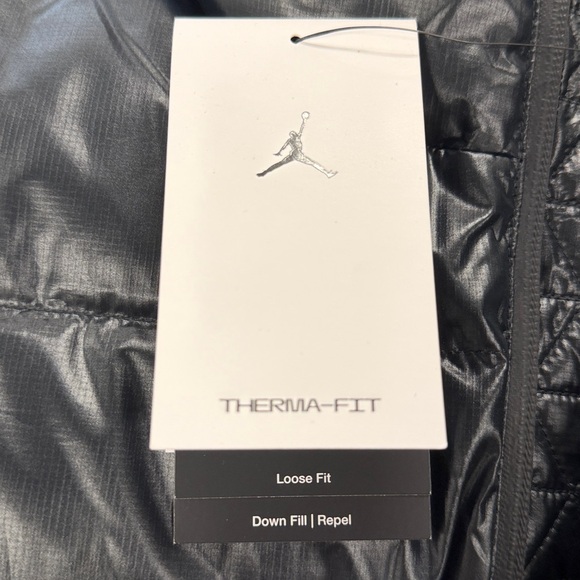 THERMA-FIT
Loose Fit
Down Fill | Repel